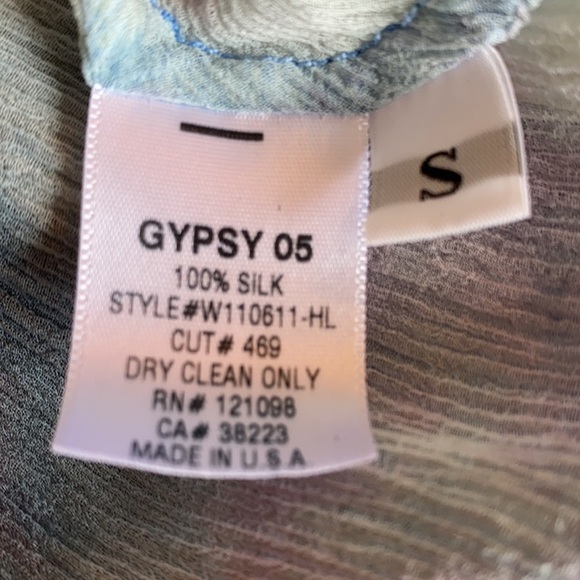 GYPSY 05
100% SiLK
STYLE#W110611-HL
CUT# 469
DRY CLEAN ONLY
RN# 121098
CA# 38223
MADE IN U.S.A
S